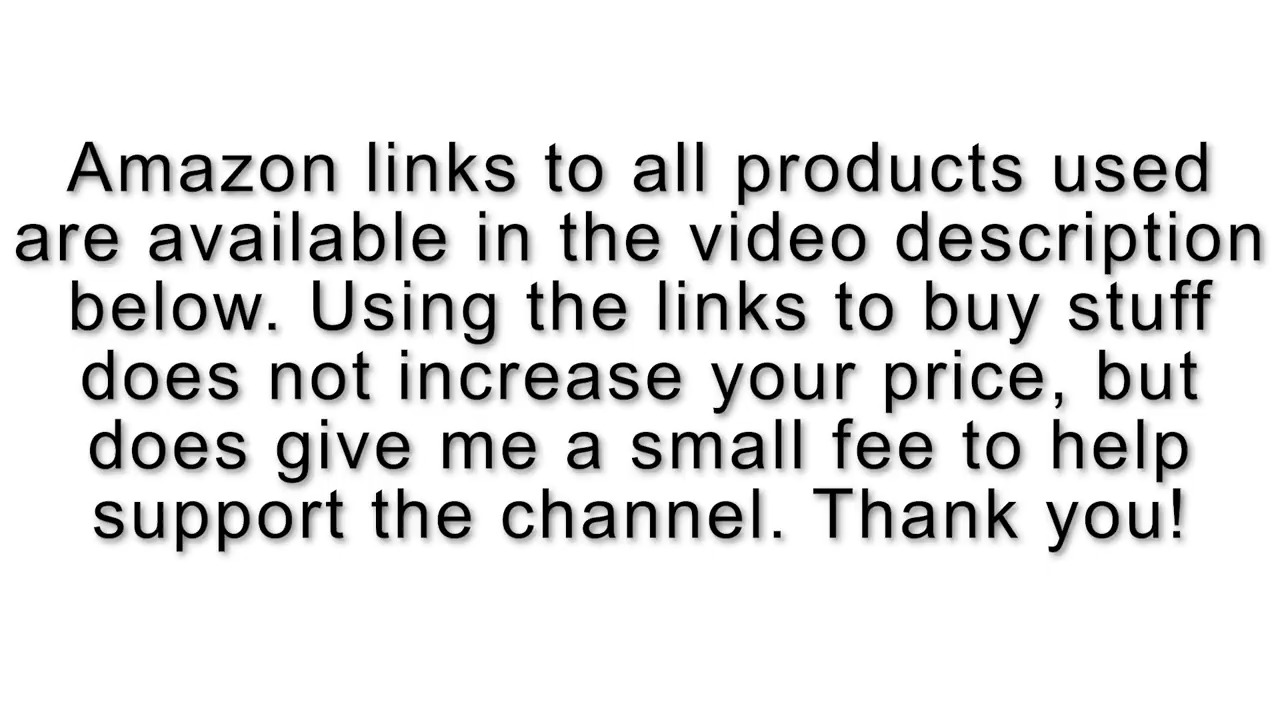 Amazon links to all products used
are available in the video description
below. Using the links to buy stuff
does not increase your price, but
does give me a small fee to help
support the channel. Thank you!